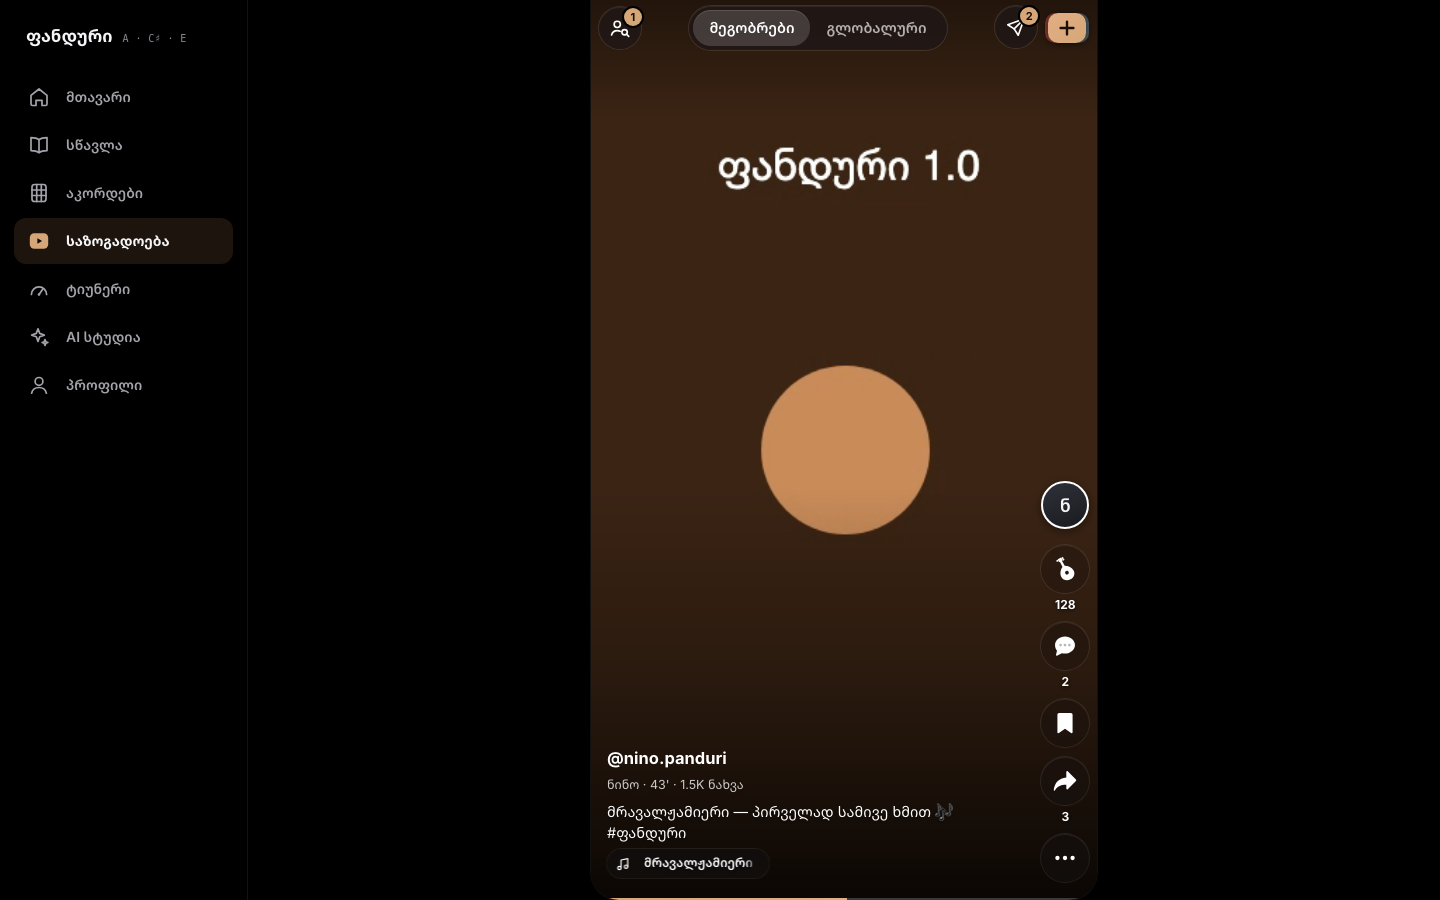 ფანდური A · C♯ · E
მთავარი
სწავლა
აკორდები
საზოგადოება
ტიუნერი
AI სტუდია
პროფილი
1
მეგობრები
გლობალური
2
ფანდური 1.0
ნ
128
2
3
@nino.panduri
ნინო · 43' · 1.5K ნახვა
მრავალჟამიერი — პირველად სამივე ხმით 🎶
#ფანდური
მრავალჟამიერი